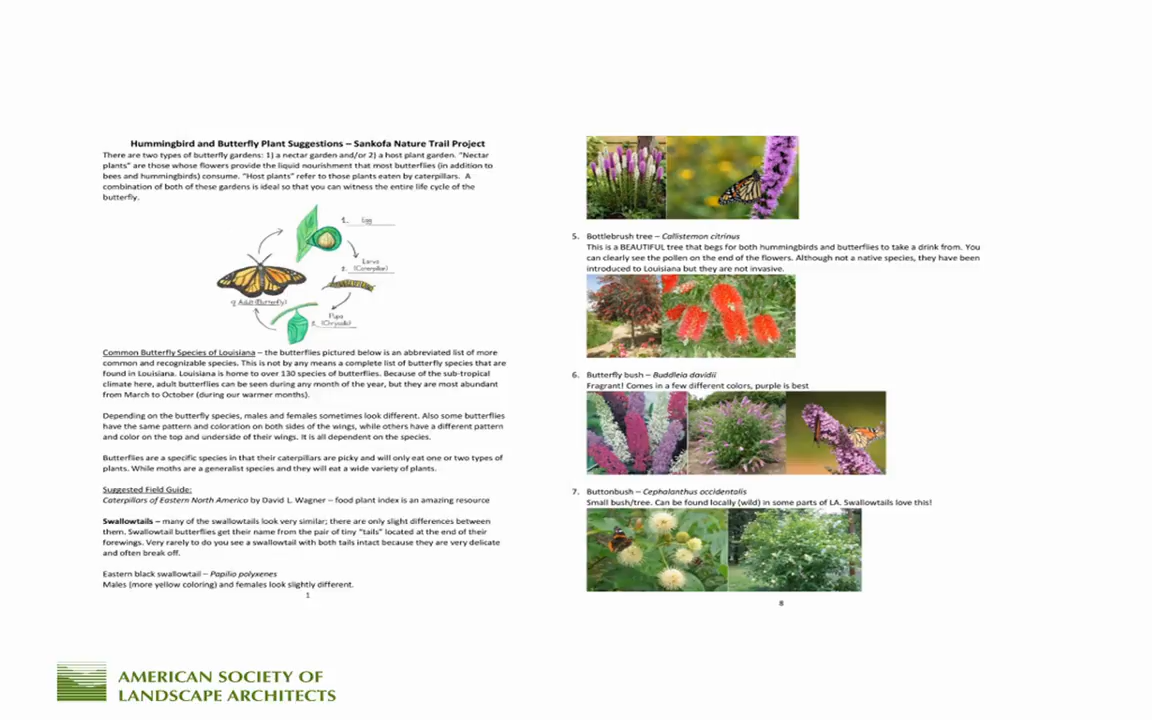 Hummingbird and Butterfly Plant Suggestions – Sankofa Nature Trail Project
There are two types of butterfly gardens: 1) a nectar garden and/or 2) a host plant garden. "Nectar
plants" are those whose flowers provide the liquid nourishment that most butterflies (in addition to
bees and hummingbirds) consume. "Host plants" refer to those plants eaten by caterpillars. A
combination of both of these gardens is ideal so that you can witness the entire life cycle of the
butterfly.
1. Egg
Larva
2. (Caterpillar)
Adult (Butterfly)
Pupa
3. (Chrysalis)
Common Butterfly Species of Louisiana – the butterflies pictured below is an abbreviated list of more
common and recognizable species. This is not by any means a complete list of butterfly species that are
found in Louisiana. Louisiana is home to over 130 species of butterflies. Because of the sub-tropical
climate here, adult butterflies can be seen during any month of the year, but they are most abundant
from March to October (during our warmer months).
Depending on the butterfly species, males and females sometimes look different. Also some butterflies
have the same pattern and coloration on both sides of the wings, while others have a different pattern
and color on the top and underside of their wings. It is all dependent on the species.
Butterflies are a specific species in that their caterpillars are picky and will only eat one or two types of
plants. While moths are a generalist species and they will eat a wide variety of plants.
Suggested Field Guide:
Caterpillars of Eastern North America by David L. Wagner – food plant index is an amazing resource
Swallowtails – many of the swallowtails look very similar; there are only slight differences between
them. Swallowtail butterflies get their name from the pair of tiny "tails" located at the end of their
forewings. Very rarely to do you see a swallowtail with both tails intact because they are very delicate
and often break off.
Eastern black swallowtail – Papilio polyxenes
Males (more yellow coloring) and females look slightly different.
1
5. Bottlebrush tree – Callistemon citrinus
This is a BEAUTIFUL tree that begs for both hummingbirds and butterflies to take a drink from. You
can clearly see the pollen on the end of the flowers. Although not a native species, they have been
introduced to Louisiana but they are not invasive.
6. Butterfly bush – Buddleia davidii
Fragrant! Comes in a few different colors, purple is best
7. Buttonbush – Cephalanthus occidentalis
Small bush/tree. Can be found locally (wild) in some parts of LA. Swallowtails love this!
8
AMERICAN SOCIETY OF
LANDSCAPE ARCHITECTS